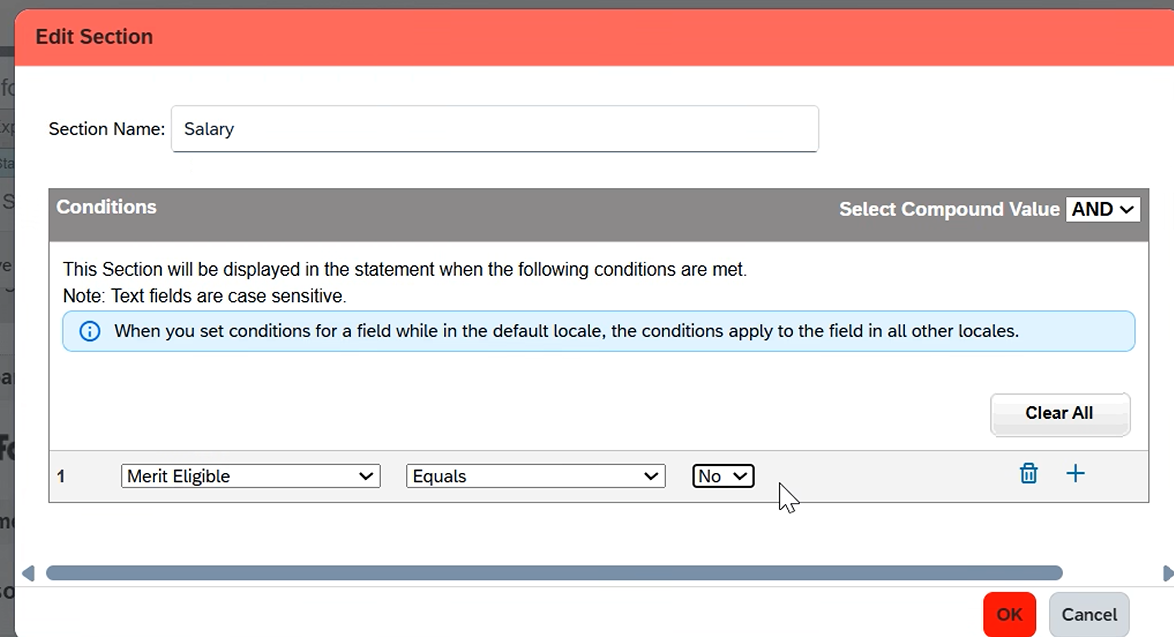 Edit Section
Section Name: Salary
Conditions
Select Compound Value AND
This Section will be displayed in the statement when the following conditions are met.
Note: Text fields are case sensitive.
When you set conditions for a field while in the default locale, the conditions apply to the field in all other locales.
Clear All
1 Merit Eligible Equals No
OK Cancel